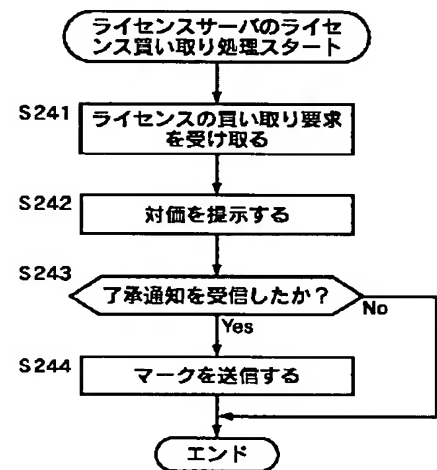 ライセンスサーバのライセ
ンス買い取り処理スタート
S241
ライセンスの買い取り要求
を受け取る
S242
対価を提示する
S243
了承通知を受信したか？
No
Yes
S244
マークを送信する
エンド